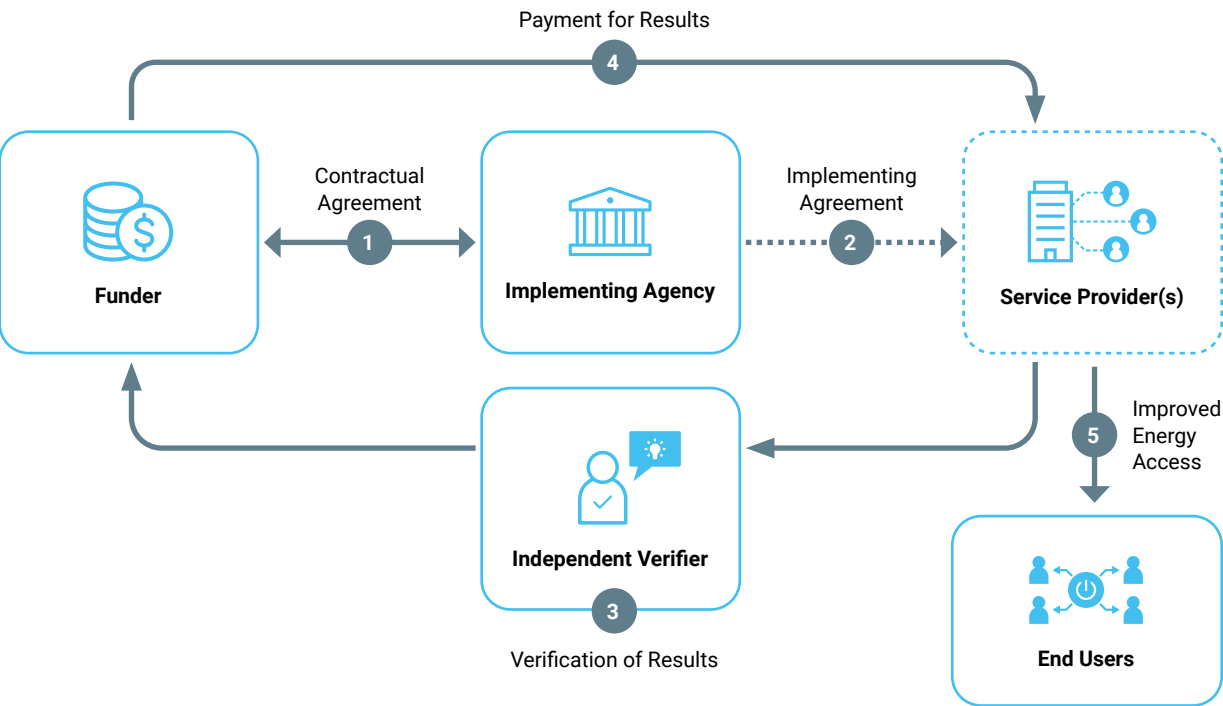 Payment for Results
4
Contractual
Agreement
1
Implementing
Agreement
2
Funder
Implementing Agency
Service Provider(s)
Improved
Energy
Access
5
Independent Verifier
3
Verification of Results
End Users